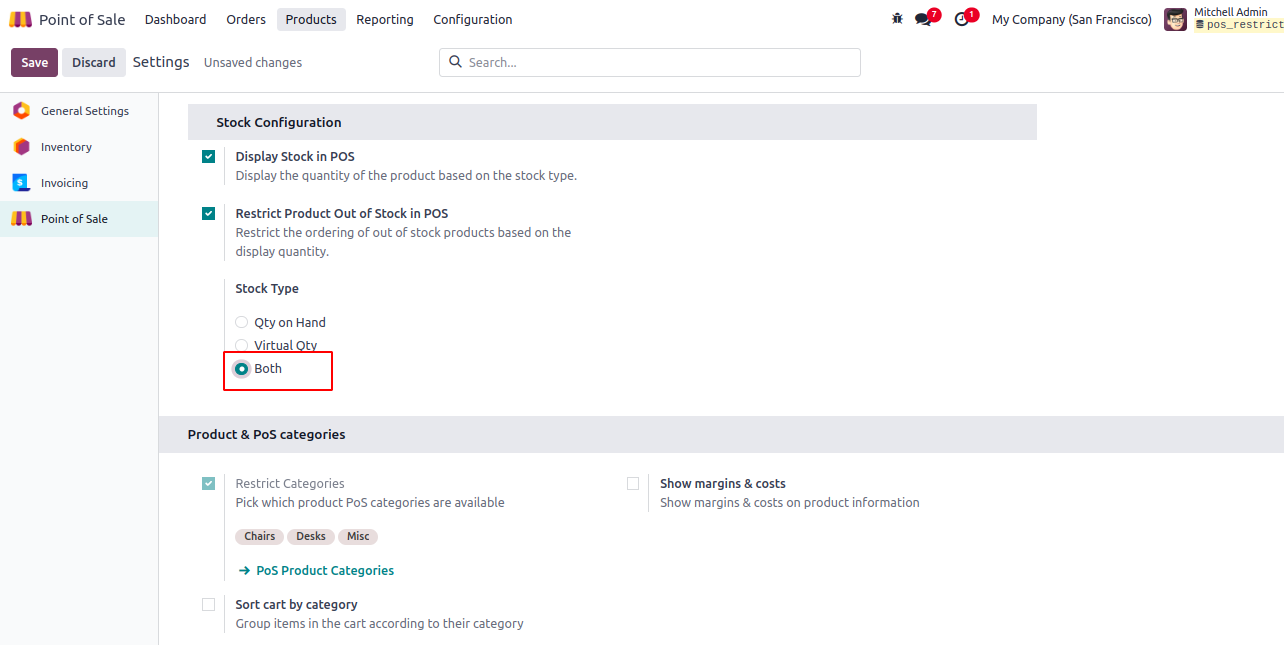 Point of Sale Dashboard Orders Products Reporting Configuration 7 1 My Company (San Francisco) Mitchell Admin
pos_restrict
Save Discard Settings Unsaved changes Search...
General Settings
Inventory
Invoicing
Point of Sale
Stock Configuration
Display Stock in POS
Display the quantity of the product based on the stock type.
Restrict Product Out of Stock in POS
Restrict the ordering of out of stock products based on the
display quantity.
Stock Type
Qty on Hand
Virtual Qty
Both
Product & PoS categories
Restrict Categories
Pick which product PoS categories are available
Chairs Desks Misc
PoS Product Categories
Show margins & costs
Show margins & costs on product information
Sort cart by category
Group items in the cart according to their category